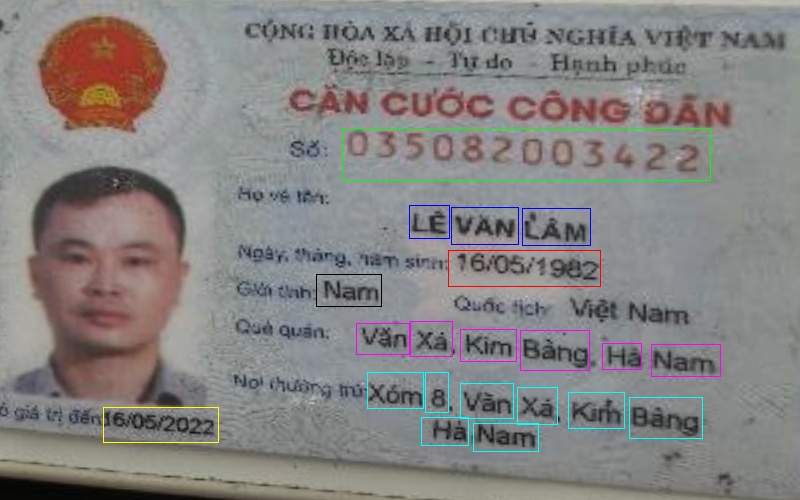 CỘNG HÒA XÃ HỘI CHỦ NGHĨA VIỆT NAM
Độc lập - Tự do - Hạnh phúc
CĂN CƯỚC CÔNG DÂN
Số: 035082003422
Họ và tên:
LÊ VĂN LÂM
Ngày, tháng, năm sinh: 16/05/1982
Giới tính: Nam Quốc tịch: Việt Nam
Quê quán: Văn Xá, Kim Bảng, Hà Nam
Nơi thường trú: Xóm 8, Văn Xá, Kim Bảng
Hà Nam
ó giá trị đến 16/05/2022